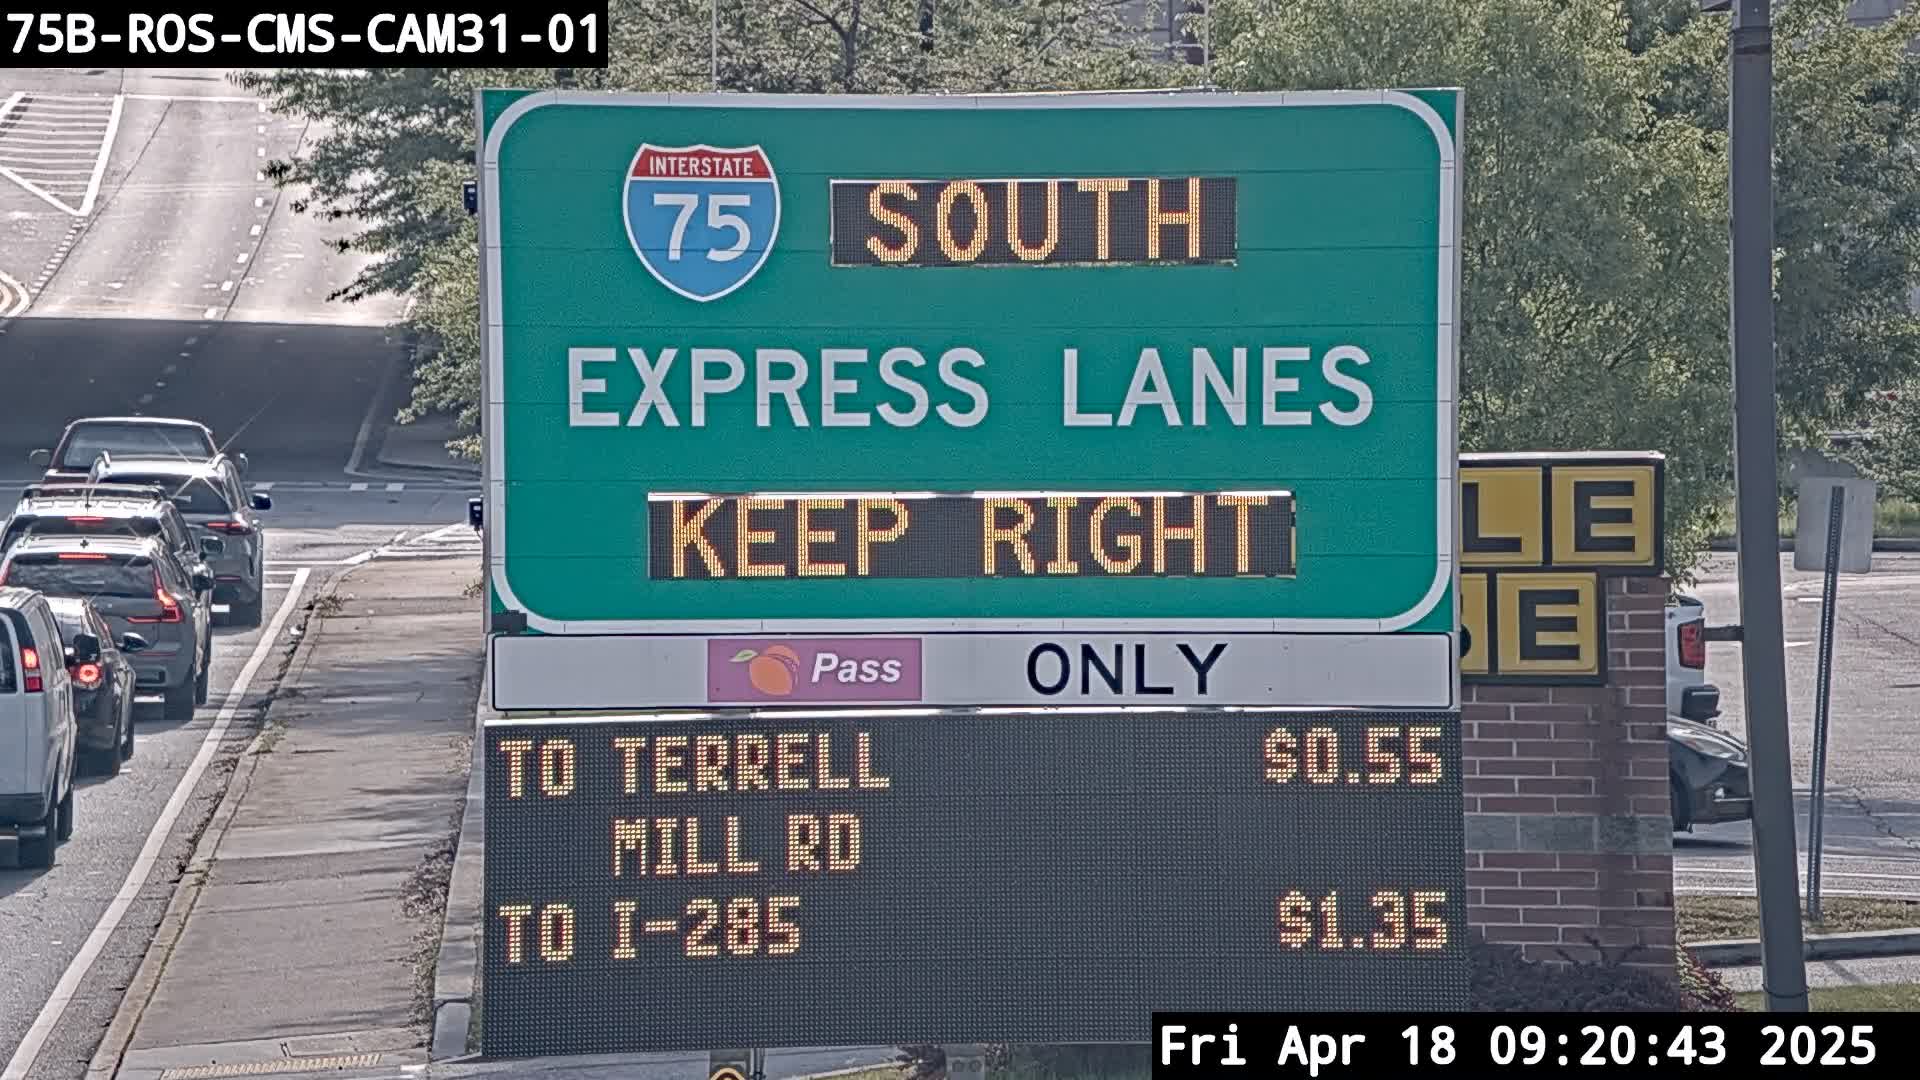 75B-ROS-CMS-CAM31-01
INTERSTATE
75
SOUTH
EXPRESS LANES
KEEP RIGHT
LE
E
Pass
ONLY
TO TERRELL $0.55
MILL RD
TO I-285 $1.35
Fri Apr 18 09:20:43 2025